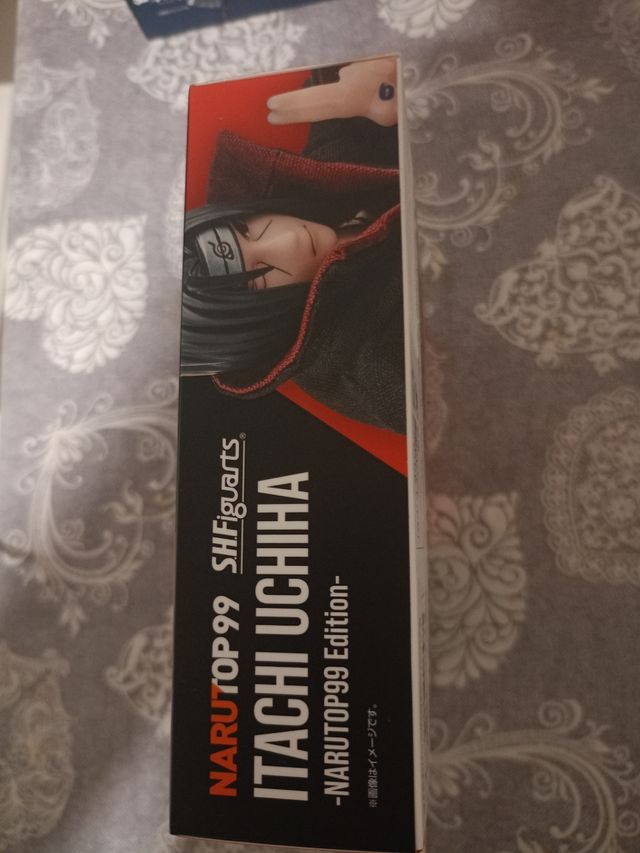 NARUTOP99 S.H.Figuarts®
ITACHI UCHIHA
-NARUTOP99 Edition-
※画像はイメージです。